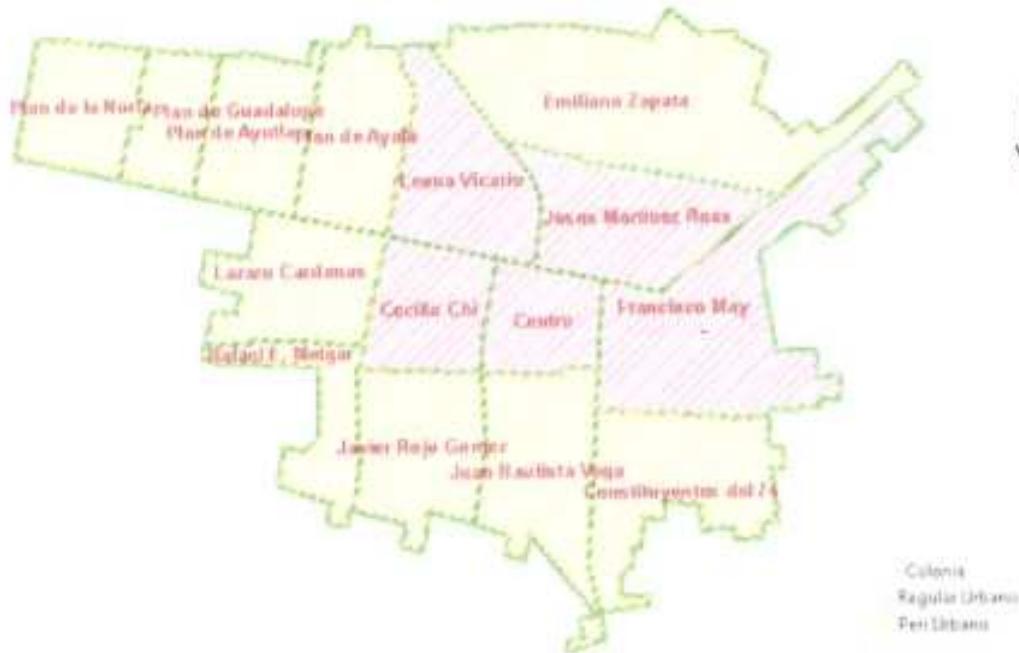 Plan de la Noria
Plan de Guadalupe
Plan de Ayutla
Plan de Ayala
Emiliano Zapata
Leona Vicario
Jesus Martinez Ross
Lazaro Cardenas
Cecilio Chi
Centro
Francisco May
Rafael E. Melgar
Javier Rojo Gomez
Juan Bautista Vega
Constituyentes del 74
Colonia
Regular Urbano
Peri Urbano